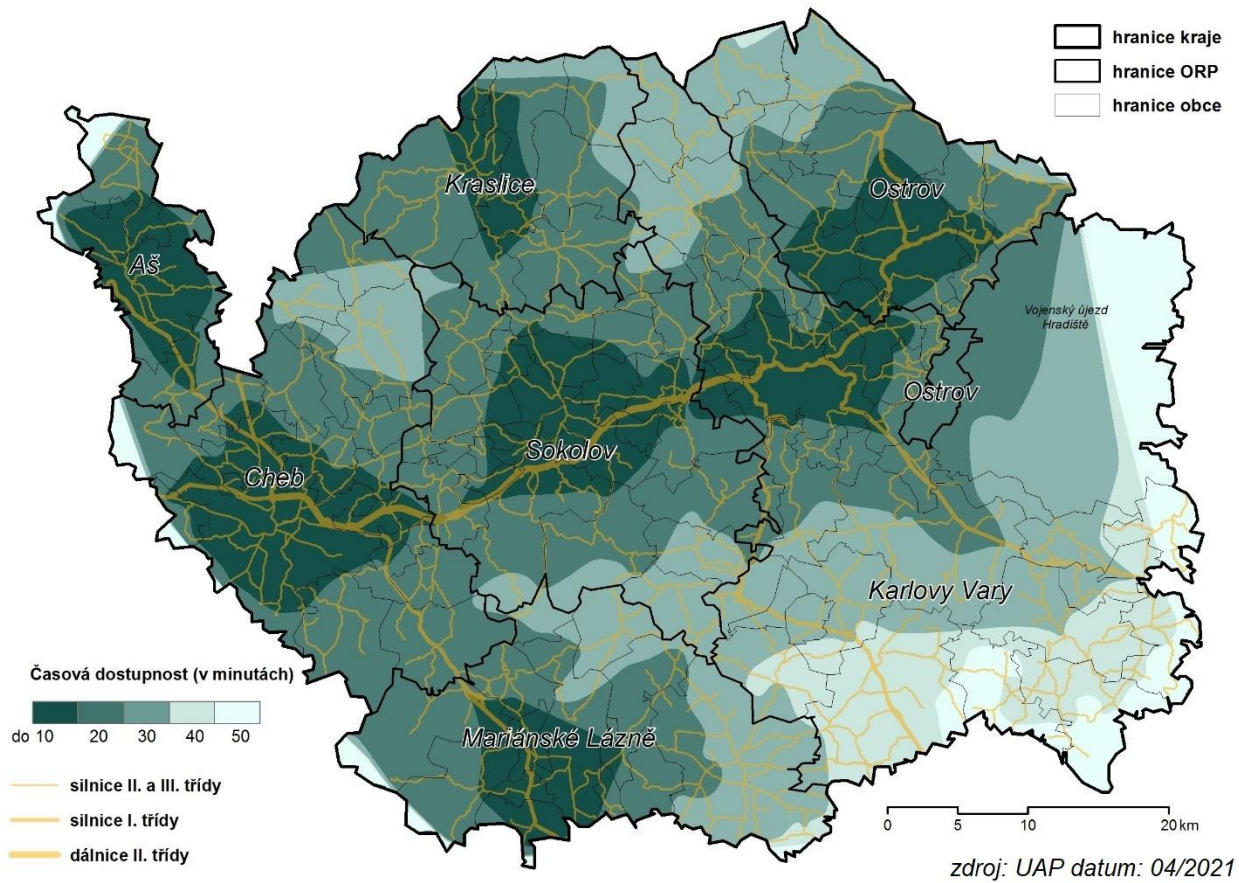 hranice kraje
hranice ORP
hranice obce
Kraslice
Ostrov
Aš
Vojenský újezd
Hradiště
Ostrov
Sokolov
Cheb
Karlovy Vary
Mariánské Lázně
Časová dostupnost (v minutách)
do 10 20 30 40 50
silnice II. a III. třídy
silnice I. třídy
dálnice II. třídy
0 5 10 20 km
zdroj: UAP datum: 04/2021